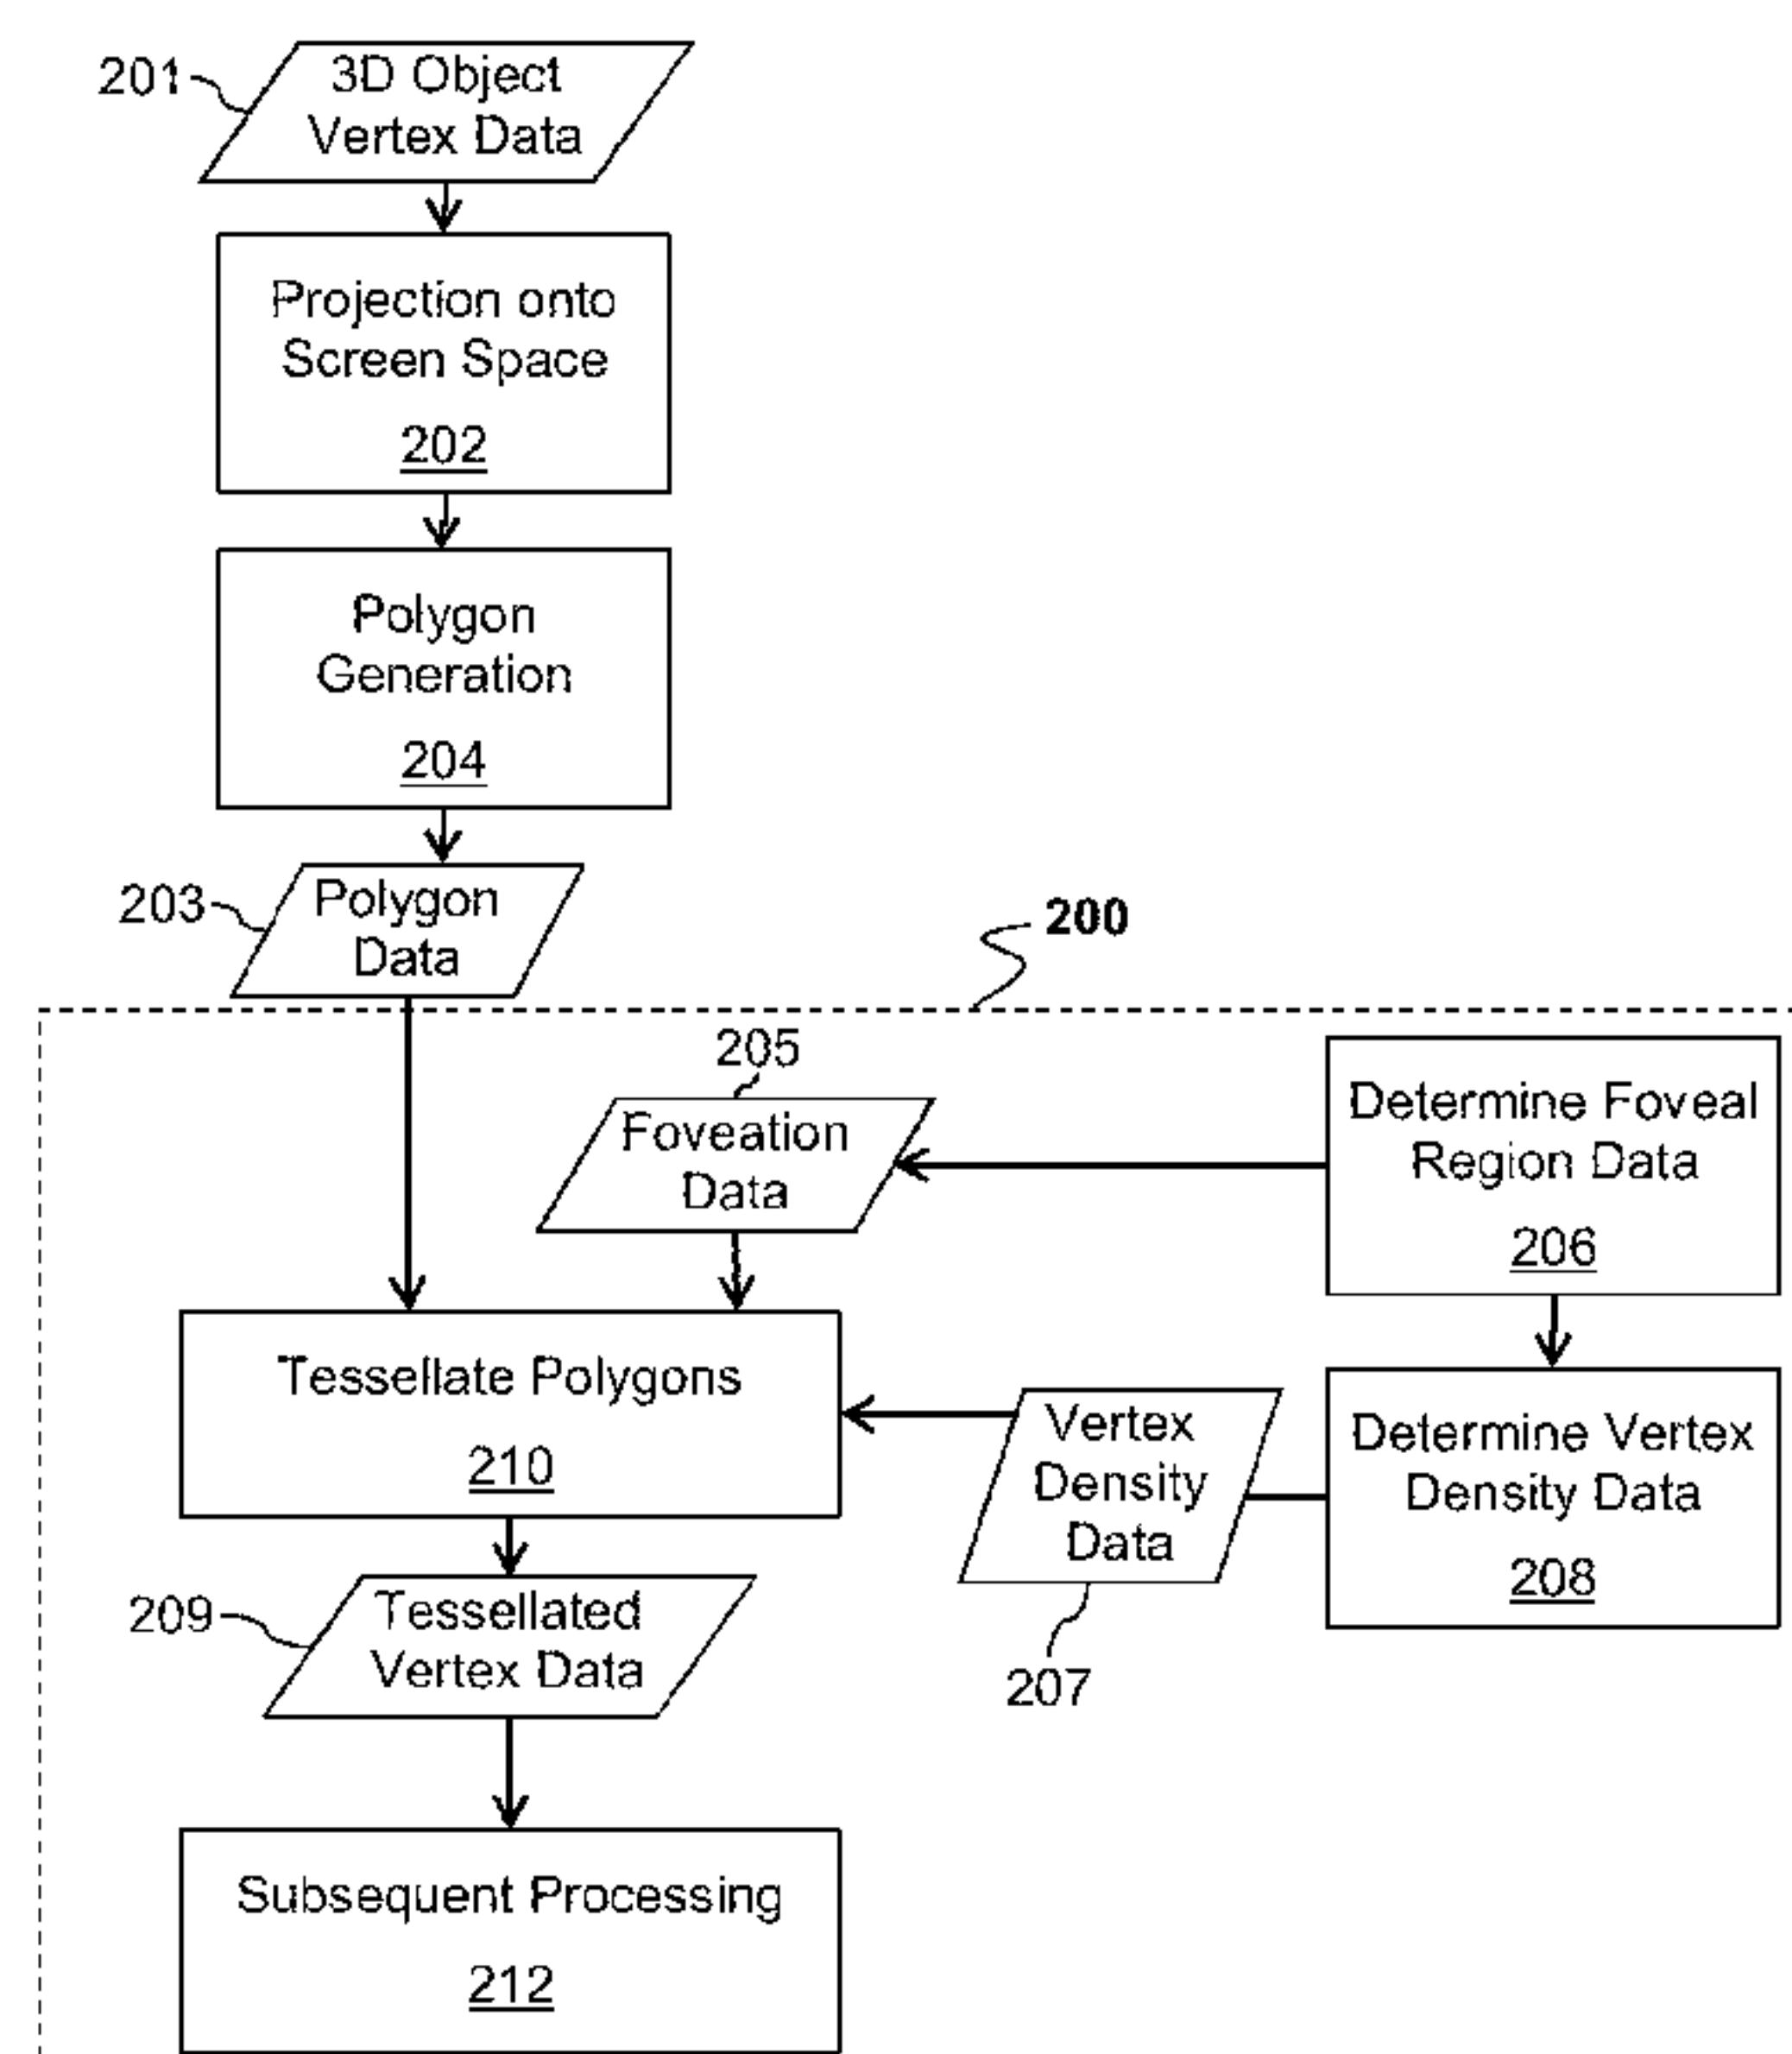 201
3D Object
Vertex Data
Projection onto
Screen Space
202
Polygon
Generation
204
203
Polygon
Data
200
205
Foveation
Data
Determine Foveal
Region Data
206
Tessellate Polygons
210
Vertex
Density
Data
207
Determine Vertex
Density Data
208
209
Tessellated
Vertex Data
Subsequent Processing
212